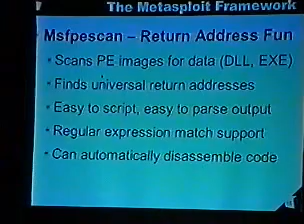 The Metasploit Framework
Msfpescan – Return Address Fun
• Scans PE images for data (DLL, EXE)
• Finds universal return addresses
• Easy to script, easy to parse output
• Regular expression match support
• Can automatically disassemble code